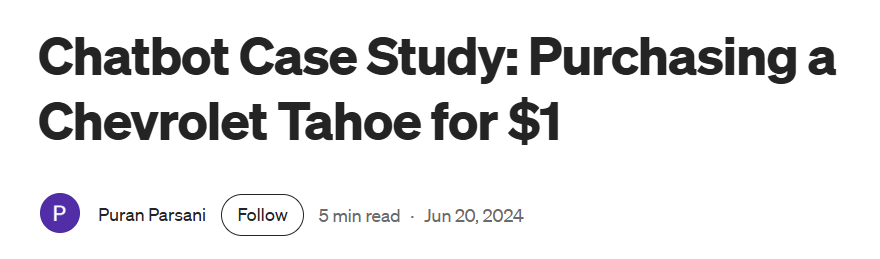 Chatbot Case Study: Purchasing a
Chevrolet Tahoe for $1
P Puran Parsani Follow 5 min read · Jun 20, 2024